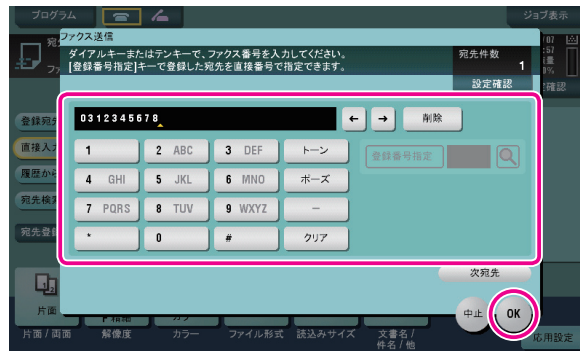 プログラム
ジョブ表示
ファクス送信
ダイアルキーまたはテンキーで、ファクス番号を入力してください。
[登録番号指定]キーで登録した宛先を直接番号で指定できます。
宛先件数
1
設定確認
登録宛
直接入
履歴か
宛先検
宛先登
0312345678
← → 削除
1 2 ABC 3 DEF トーン
登録番号指定
4 GHI 5 JKL 6 MNO ポーズ
7 PQRS 8 TUV 9 WXYZ −
* 0 # クリア
次宛先
中止 OK
片面
片面 / 両面 解像度 カラー ファイル形式 読込みサイズ 文書名 /
件名 / 他
応用設定